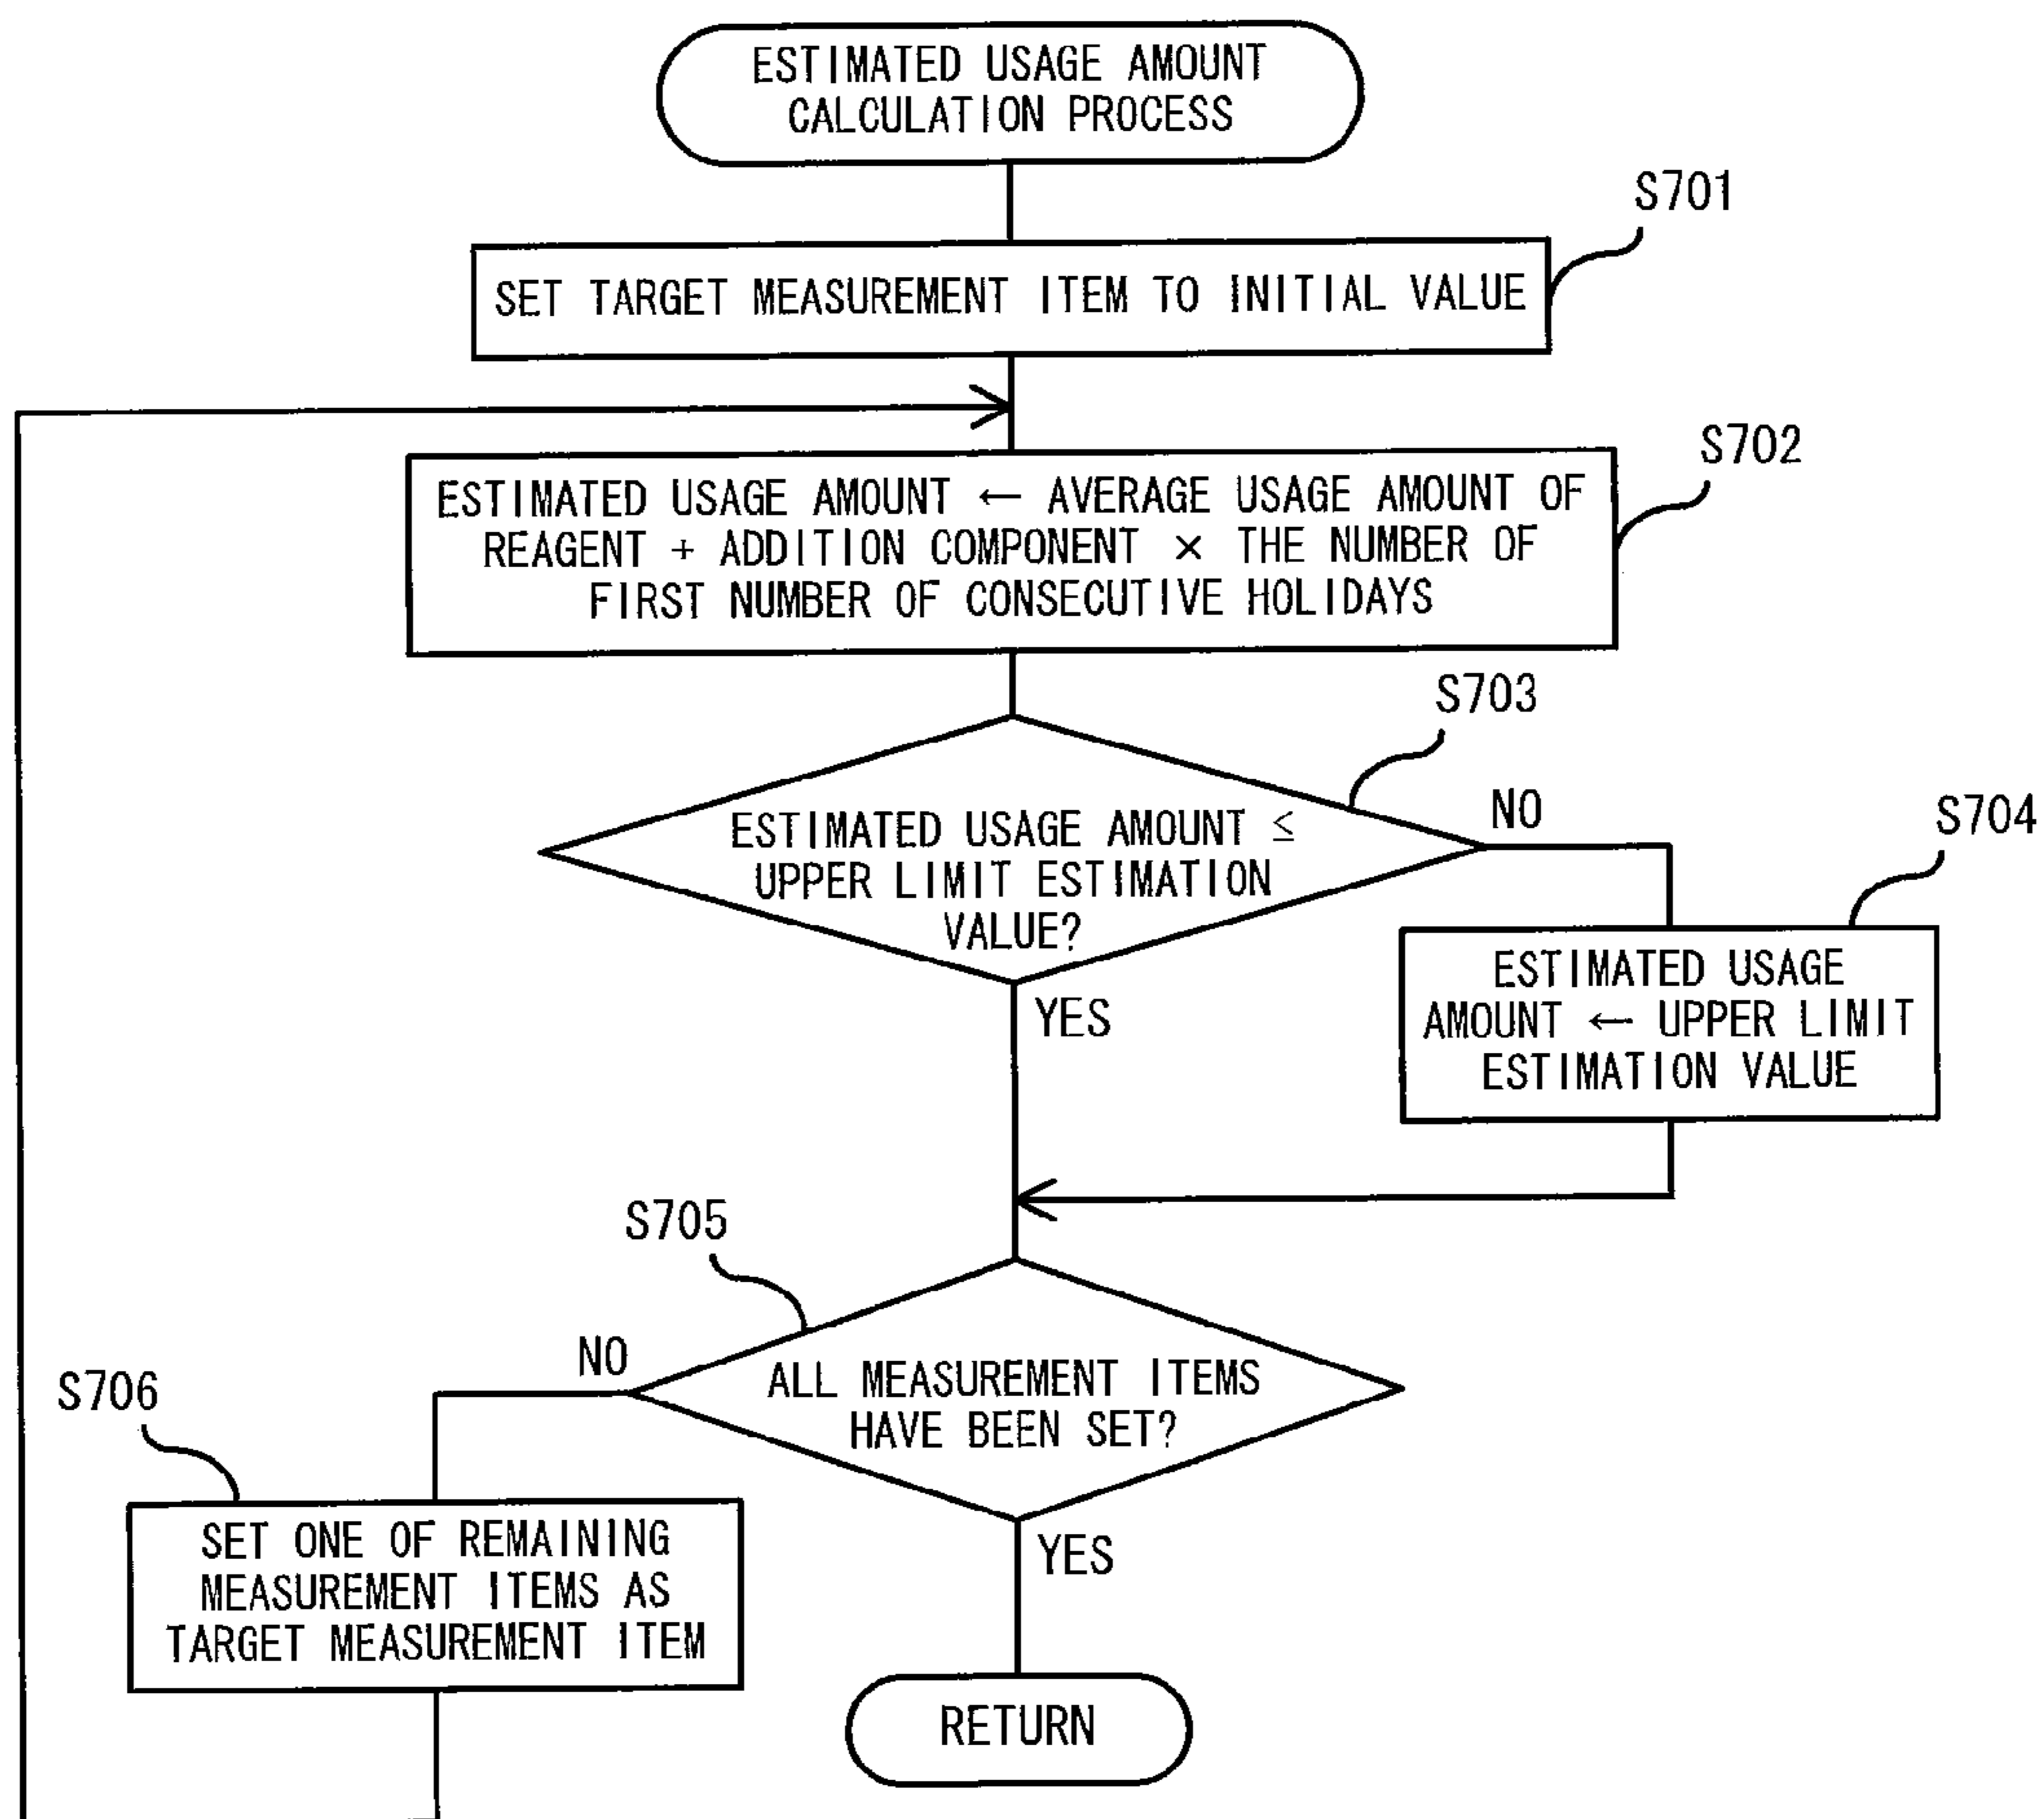 ESTIMATED USAGE AMOUNT
CALCULATION PROCESS
S701
SET TARGET MEASUREMENT ITEM TO INITIAL VALUE
S702
ESTIMATED USAGE AMOUNT ← AVERAGE USAGE AMOUNT OF
REAGENT + ADDITION COMPONENT × THE NUMBER OF
FIRST NUMBER OF CONSECUTIVE HOLIDAYS
S703
ESTIMATED USAGE AMOUNT ≤
UPPER LIMIT ESTIMATION
VALUE?
NO
S704
ESTIMATED USAGE
AMOUNT ← UPPER LIMIT
ESTIMATION VALUE
YES
S705
ALL MEASUREMENT ITEMS
HAVE BEEN SET?
NO
S706
SET ONE OF REMAINING
MEASUREMENT ITEMS AS
TARGET MEASUREMENT ITEM
YES
RETURN